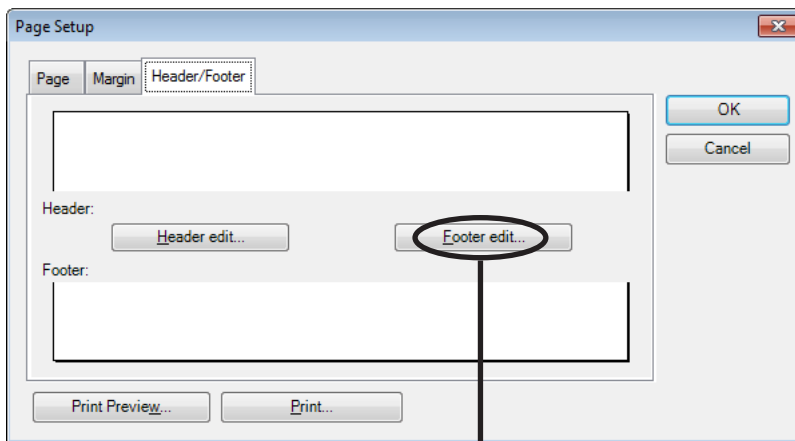 Page Setup
Page Margin Header/Footer
OK
Cancel
Header:
Header edit... Footer edit...
Footer:
Print Preview... Print...